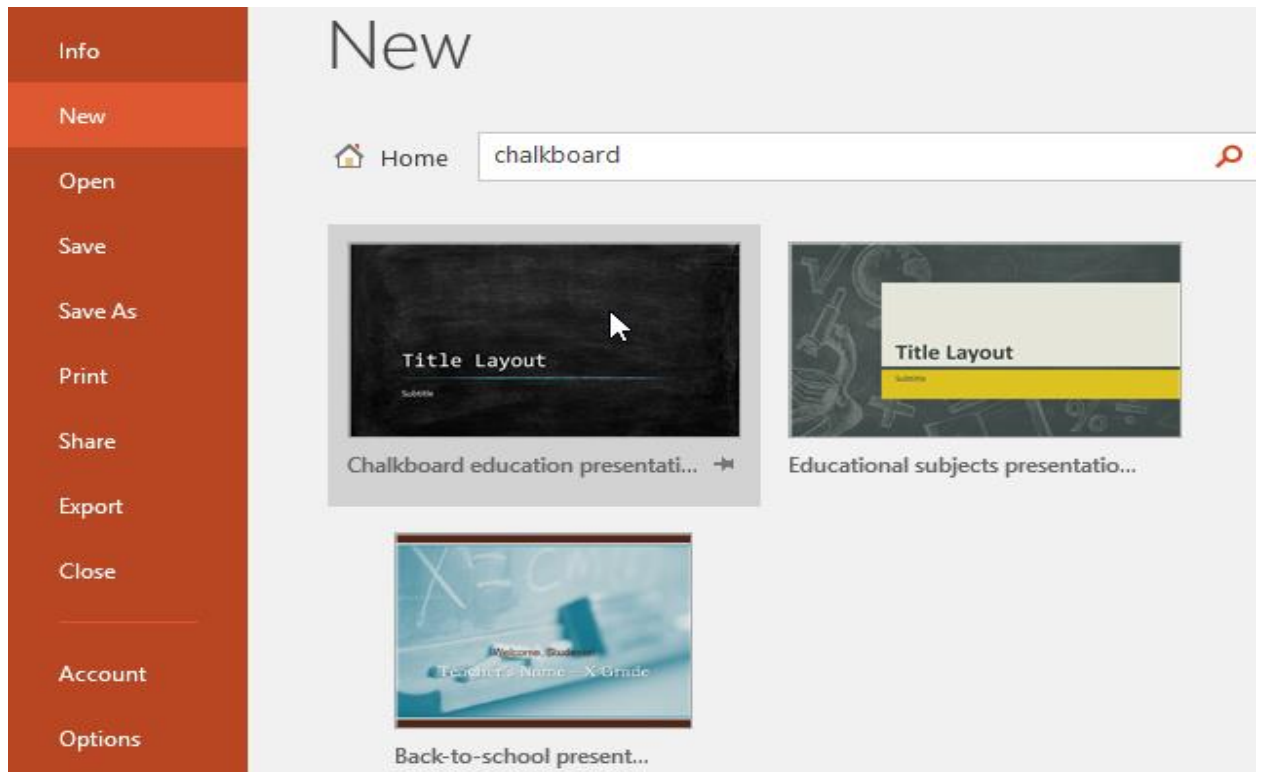 Info
New
Open
Save
Save As
Print
Share
Export
Close
Account
Options
New
Home
chalkboard
Title Layout
Subtitle
Chalkboard education presentati...
Title Layout
Subtitle
Educational subjects presentatio...
X = C
Welcome, Students!
Teacher's Name – X Grade
Back-to-school present...